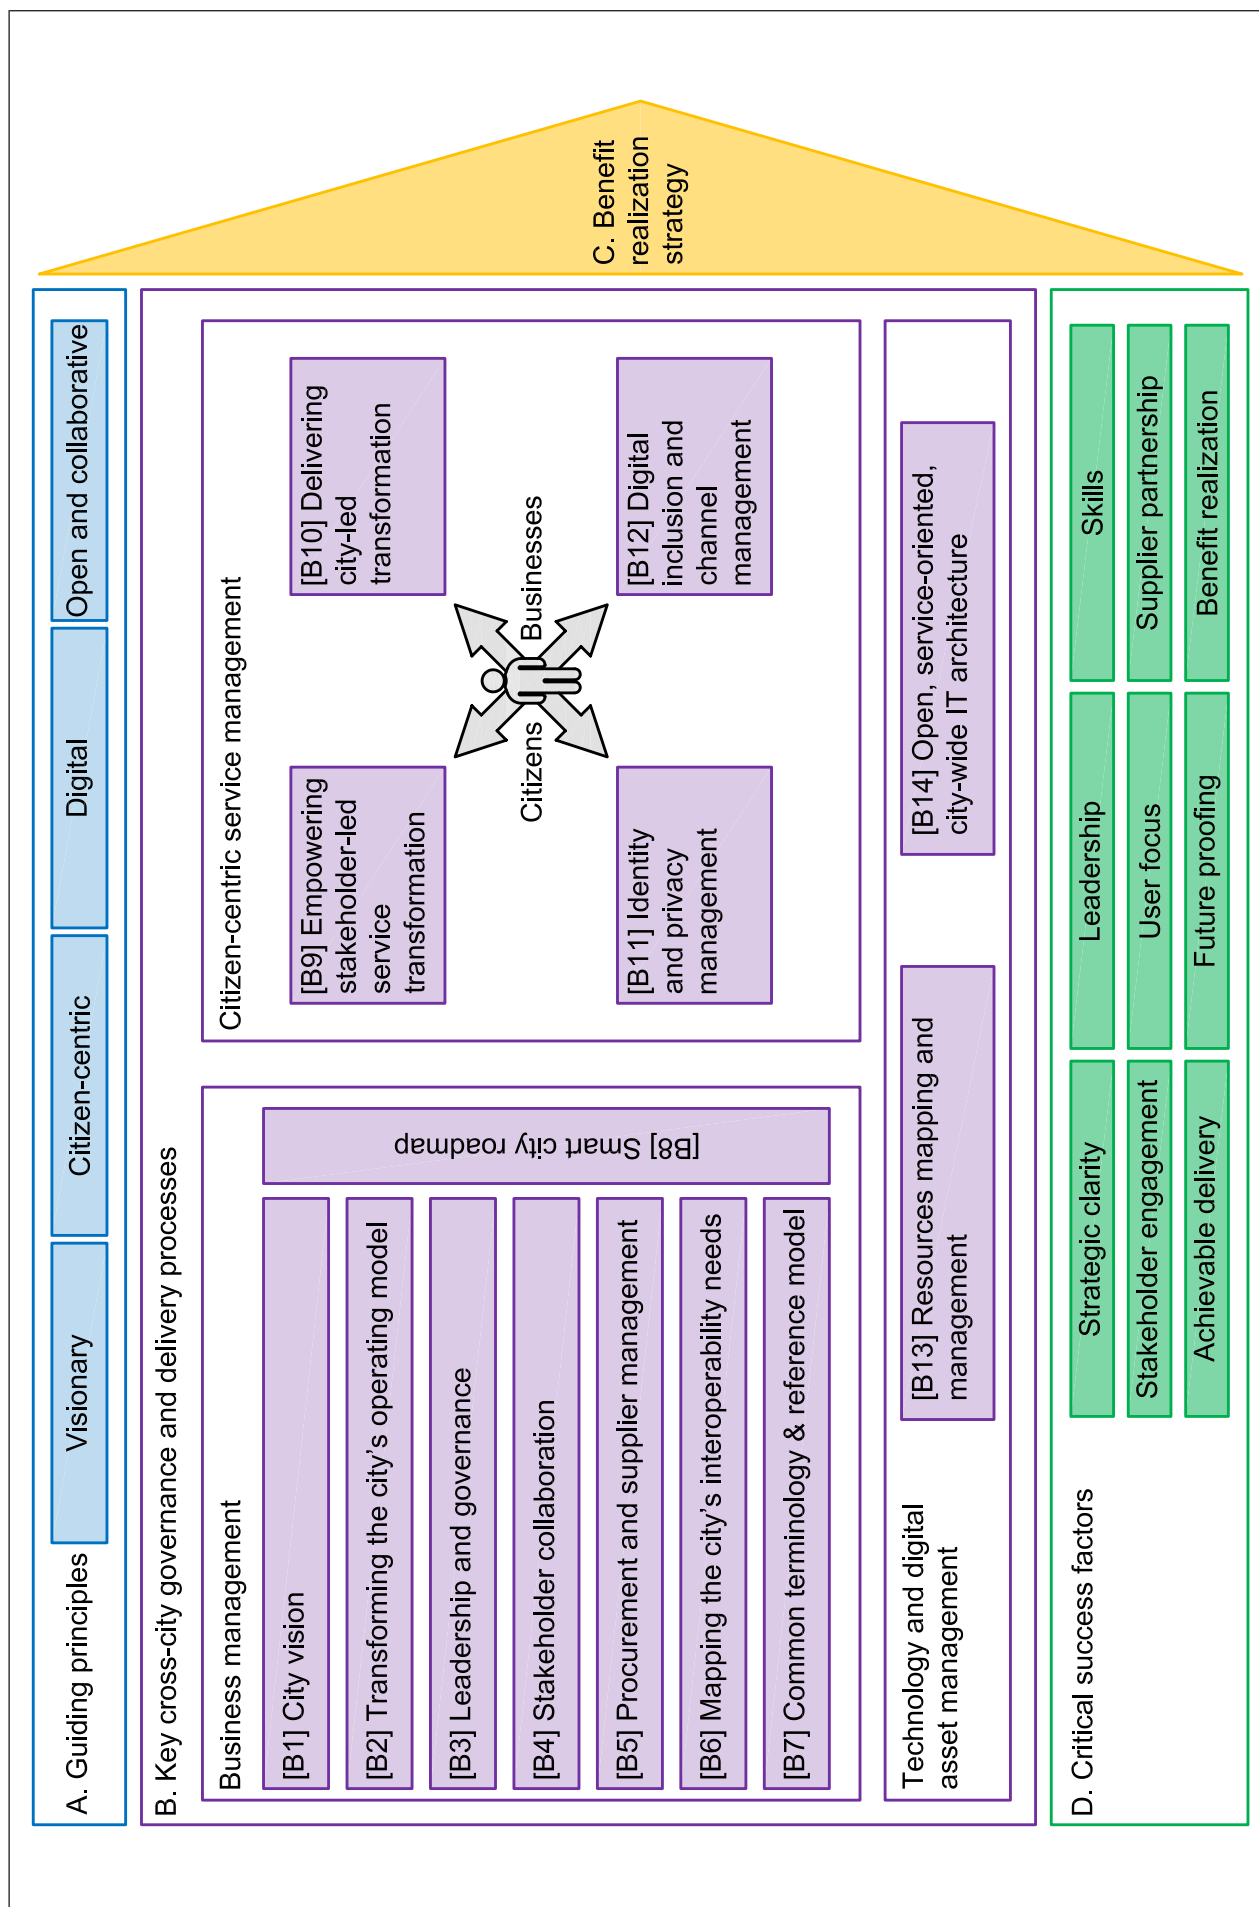 A. Guiding principles
Visionary
Citizen-centric
Digital
Open and collaborative
B. Key cross-city governance and delivery processes
Business management
[B1] City vision
[B2] Transforming the city’s operating model
[B3] Leadership and governance
[B4] Stakeholder collaboration
[B5] Procurement and supplier management
[B6] Mapping the city’s interoperability needs
[B7] Common terminology & reference model
[B8] Smart city roadmap
Citizen-centric service management
[B9] Empowering
stakeholder-led
service
transformation
[B10] Delivering
city-led
transformation
Citizens
Businesses
[B11] Identity
and privacy
management
[B12] Digital
inclusion and
channel
management
Technology and digital
asset management
[B13] Resources mapping and
management
[B14] Open, service-oriented,
city-wide IT architecture
C. Benefit
realization
strategy
D. Critical success factors
Strategic clarity
Leadership
Skills
Stakeholder engagement
User focus
Supplier partnership
Achievable delivery
Future proofing
Benefit realization